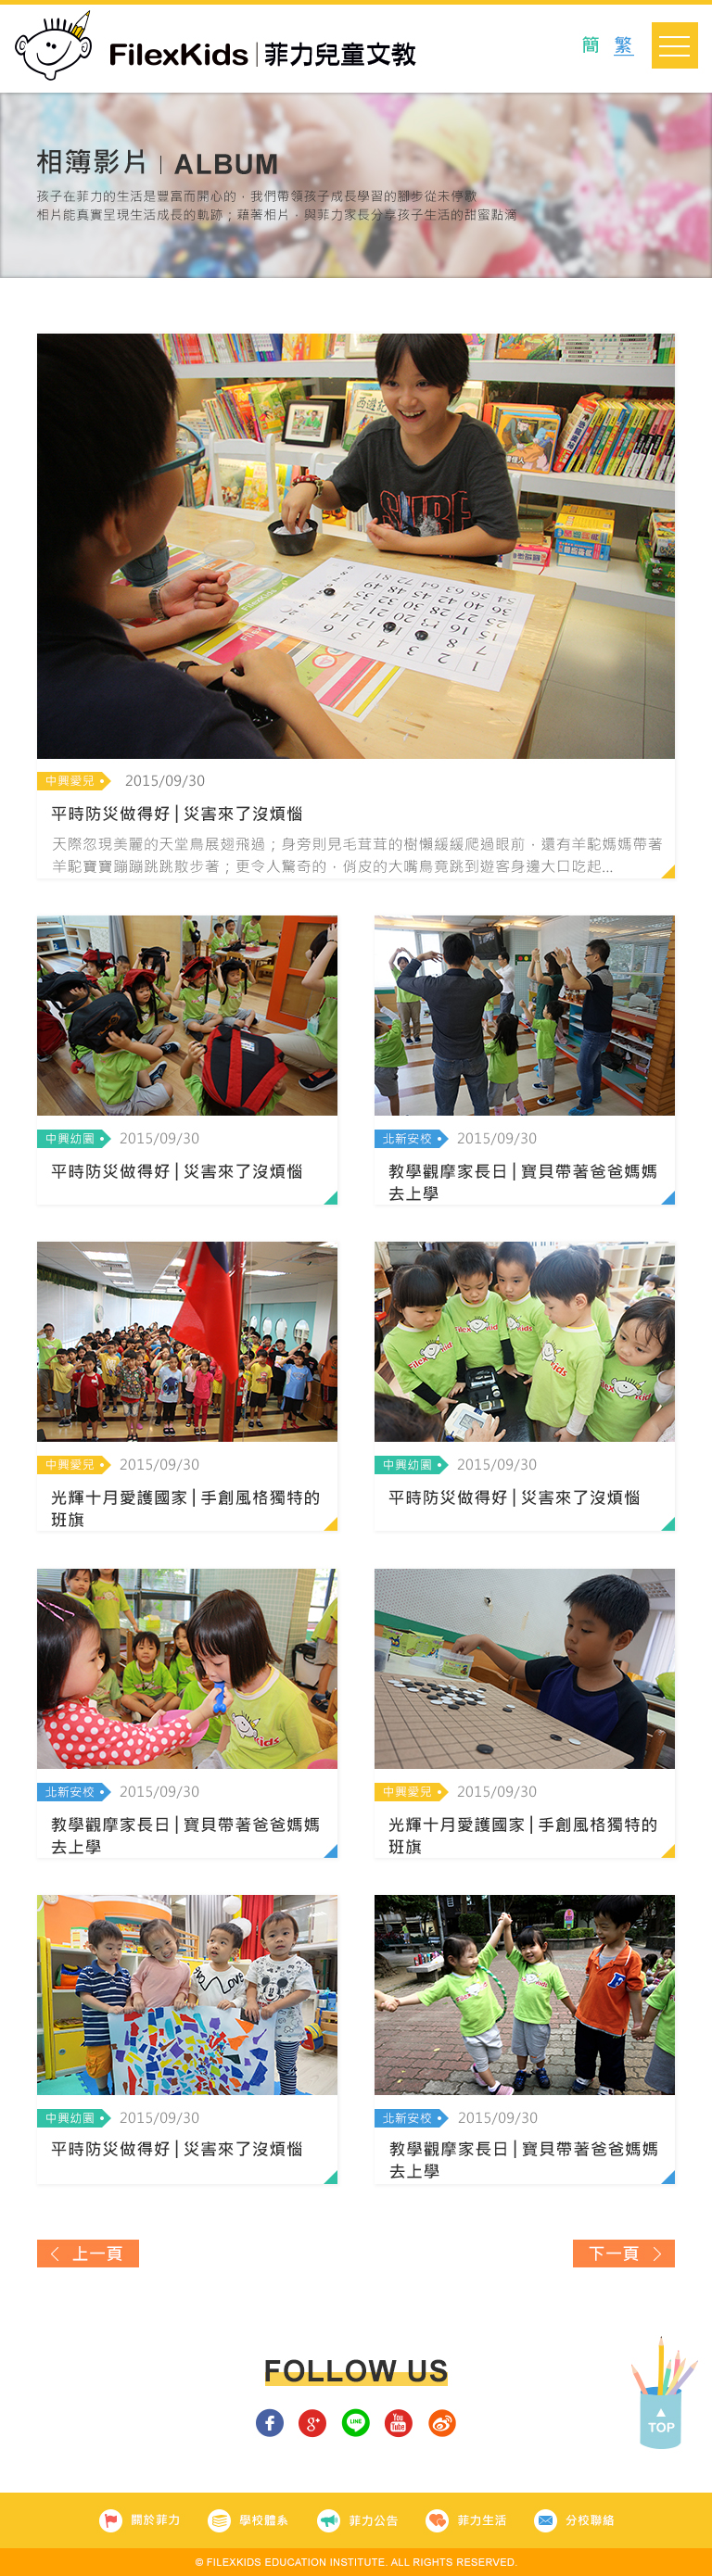 FilexKids 菲力兒童文教
簡 繁
相簿影片 | ALBUM
孩子在菲力的生活是豐富而開心的，我們帶領孩子成長學習的腳步從未停歇
相片能真實呈現生活成長的軌跡；藉著相片，與菲力家長分享孩子生活的甜蜜點滴
中興愛兒 2015/09/30
平時防災做得好 | 災害來了沒煩惱
天際忽現美麗的天堂鳥展翅飛過；身旁則見毛茸茸的樹懶緩緩爬過眼前，還有羊駝媽媽帶著
羊駝寶寶蹦蹦跳跳散步著；更令人驚奇的，俏皮的大嘴鳥竟跳到遊客身邊大口吃起...
中興幼園 2015/09/30
平時防災做得好 | 災害來了沒煩惱
北新安校 2015/09/30
教學觀摩家長日 | 寶貝帶著爸爸媽媽
去上學
中興愛兒 2015/09/30
光輝十月愛護國家 | 手創風格獨特的
班旗
中興幼園 2015/09/30
平時防災做得好 | 災害來了沒煩惱
北新安校 2015/09/30
教學觀摩家長日 | 寶貝帶著爸爸媽媽
去上學
中興愛兒 2015/09/30
光輝十月愛護國家 | 手創風格獨特的
班旗
中興幼園 2015/09/30
平時防災做得好 | 災害來了沒煩惱
北新安校 2015/09/30
教學觀摩家長日 | 寶貝帶著爸爸媽媽
去上學
上一頁
下一頁
FOLLOW US
TOP
關於菲力 學校體系 菲力公告 菲力生活 分校聯絡
© FILEXKIDS EDUCATION INSTITUTE. ALL RIGHTS RESERVED.